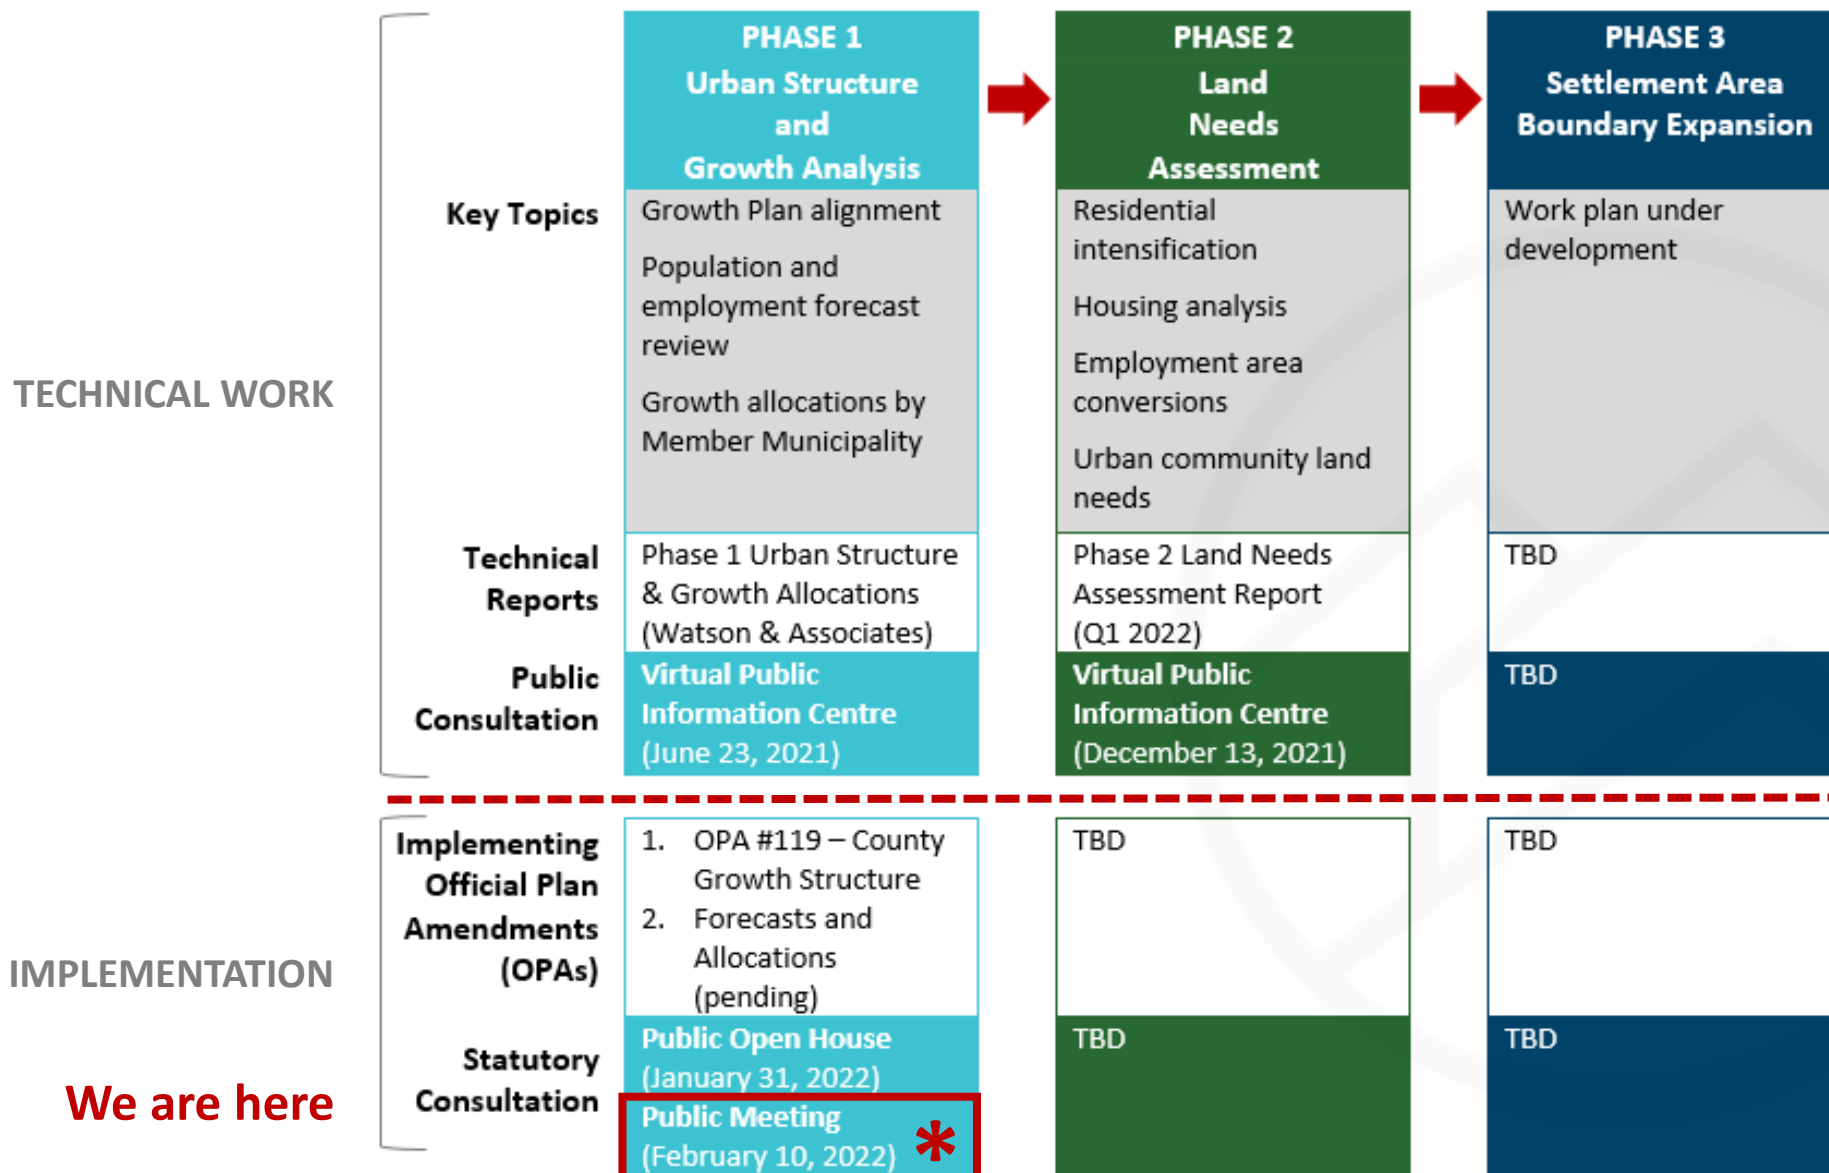 PHASE 1
Urban Structure
and
Growth Analysis
PHASE 2
Land
Needs
Assessment
PHASE 3
Settlement Area
Boundary Expansion
TECHNICAL WORK
Key Topics
Growth Plan alignment
Population and
employment forecast
review
Growth allocations by
Member Municipality
Residential
intensification
Housing analysis
Employment area
conversions
Urban community land
needs
Work plan under
development
Technical
Reports
Phase 1 Urban Structure
& Growth Allocations
(Watson & Associates)
Phase 2 Land Needs
Assessment Report
(Q1 2022)
TBD
Public
Consultation
Virtual Public
Information Centre
(June 23, 2021)
Virtual Public
Information Centre
(December 13, 2021)
TBD
IMPLEMENTATION
Implementing
Official Plan
Amendments
(OPAs)
1. OPA #119 – County
Growth Structure
2. Forecasts and
Allocations
(pending)
TBD
TBD
We are here
Statutory
Consultation
Public Open House
(January 31, 2022)
Public Meeting
(February 10, 2022) *
TBD
TBD